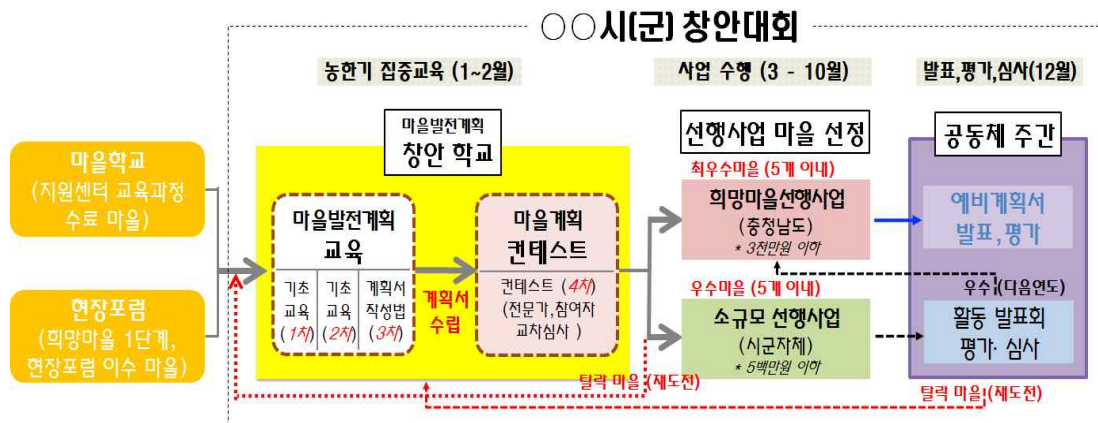 ○○시(군) 창안대회
농한기 집중교육 (1~2월)
사업 수행 (3 - 10월)
발표,평가,심사(12월)
마을학교
(지원센터 교육과정
수료 마을)
현장포럼
(희망마을 1단계,
현장포럼 이수 마을)
마을발전계획
창안 학교
마을발전계획
교육
기초
교육
(1차)
기초
교육
(2차)
계획서
작성법
(3차)
계획서
수립
마을계획
컨테스트
컨테스트 (4차)
(전문가,참여자
교차심사)
선행사업 마을 선정
최우수마을 (5개 이내)
희망마을선행사업
(충청남도)
* 3천만원 이하
우수마을 (5개 이내)
소규모 선행사업
(시군자체)
* 5백만원 이하
공동체 주간
예비계획서
발표,평가
우수 (다음연도)
활동 발표회
평가· 심사
탈락 마을 (재도전)
탈락 마을 (재도전)